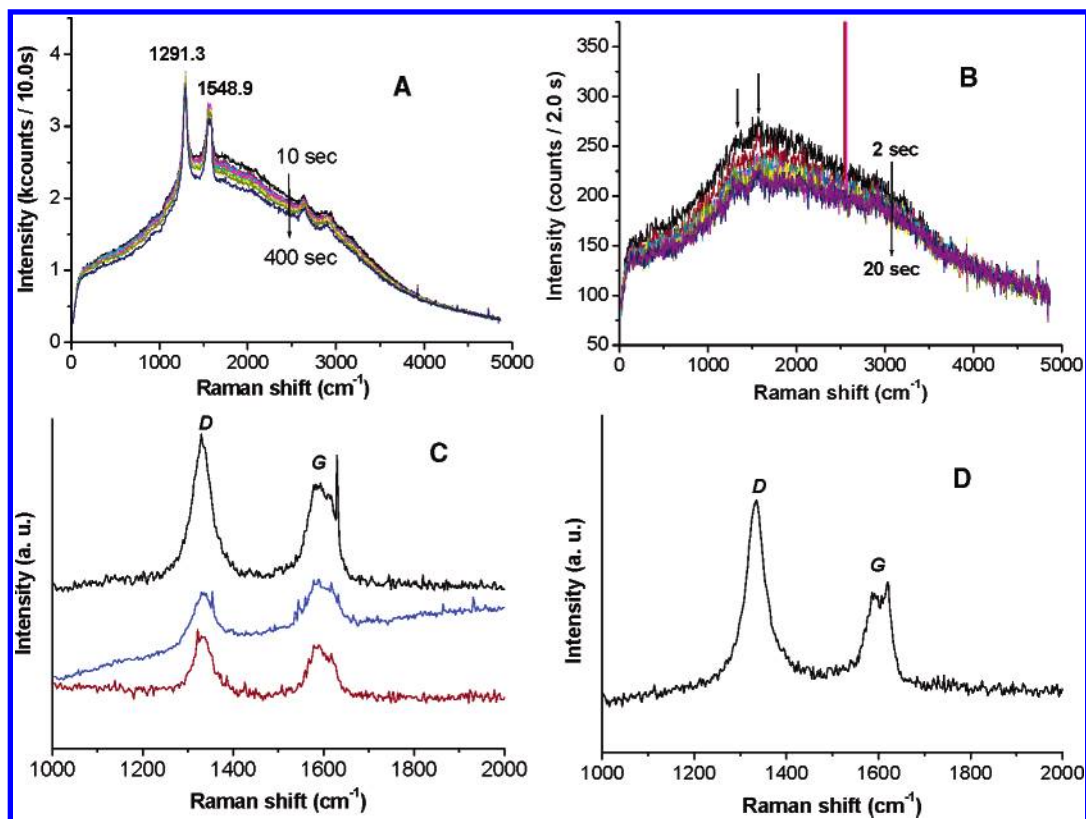 A
1291.3
1548.9
10 sec
400 sec
4
3
2
1
0
Intensity (kcounts / 10.0s)
0 1000 2000 3000 4000 5000
Raman shift (cm⁻¹)
B
2 sec
20 sec
350
300
250
200
150
100
50
Intensity (counts / 2.0 s)
0 1000 2000 3000 4000 5000
Raman shift (cm⁻¹)
C
D
G
Intensity (a. u.)
1000 1200 1400 1600 1800 2000
Raman shift (cm⁻¹)
D
D
G
Intensity (a. u.)
1000 1200 1400 1600 1800 2000
Raman shift (cm⁻¹)